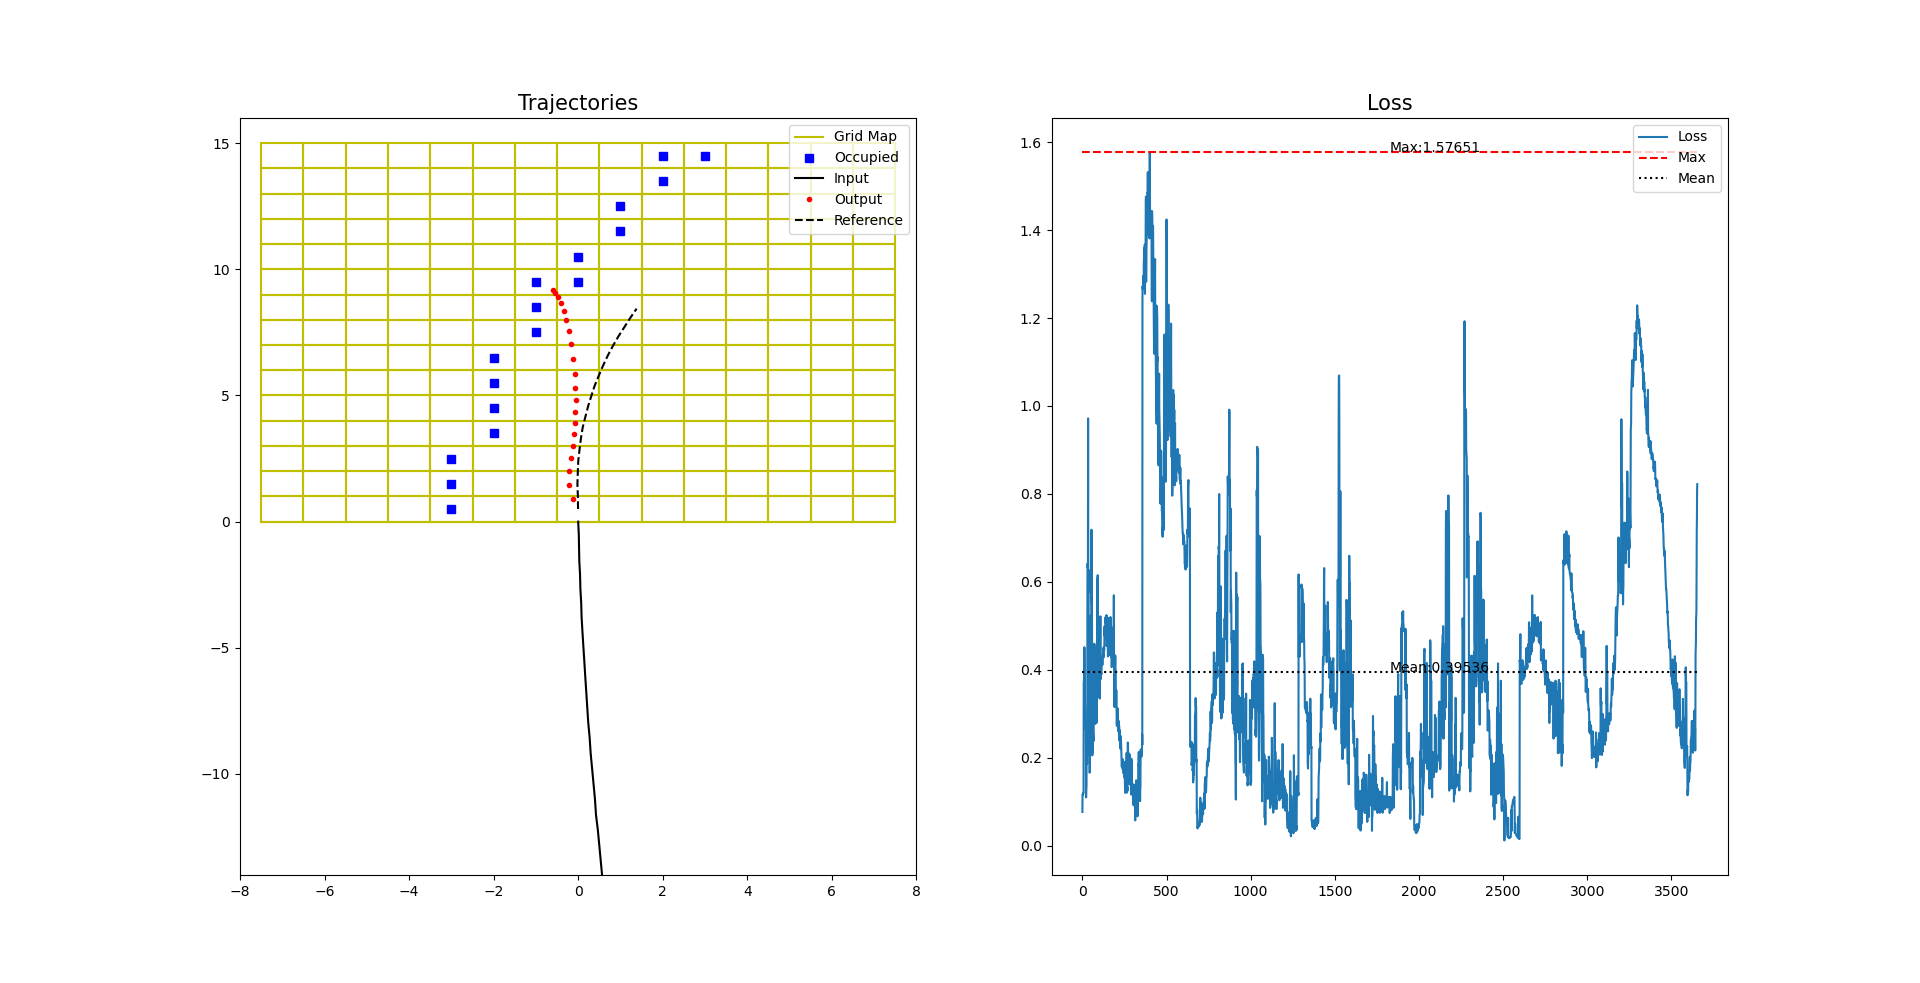 Trajectories
15
10
5
0
−5
−10
−8
−6
−4
−2
0
2
4
6
8
Grid Map
Occupied
Input
Output
Reference
Loss
1.6
1.4
1.2
1.0
0.8
0.6
0.4
0.2
0.0
0
500
1000
1500
2000
2500
3000
3500
Max:1.57651
Mean:0.39536
Loss
Max
Mean